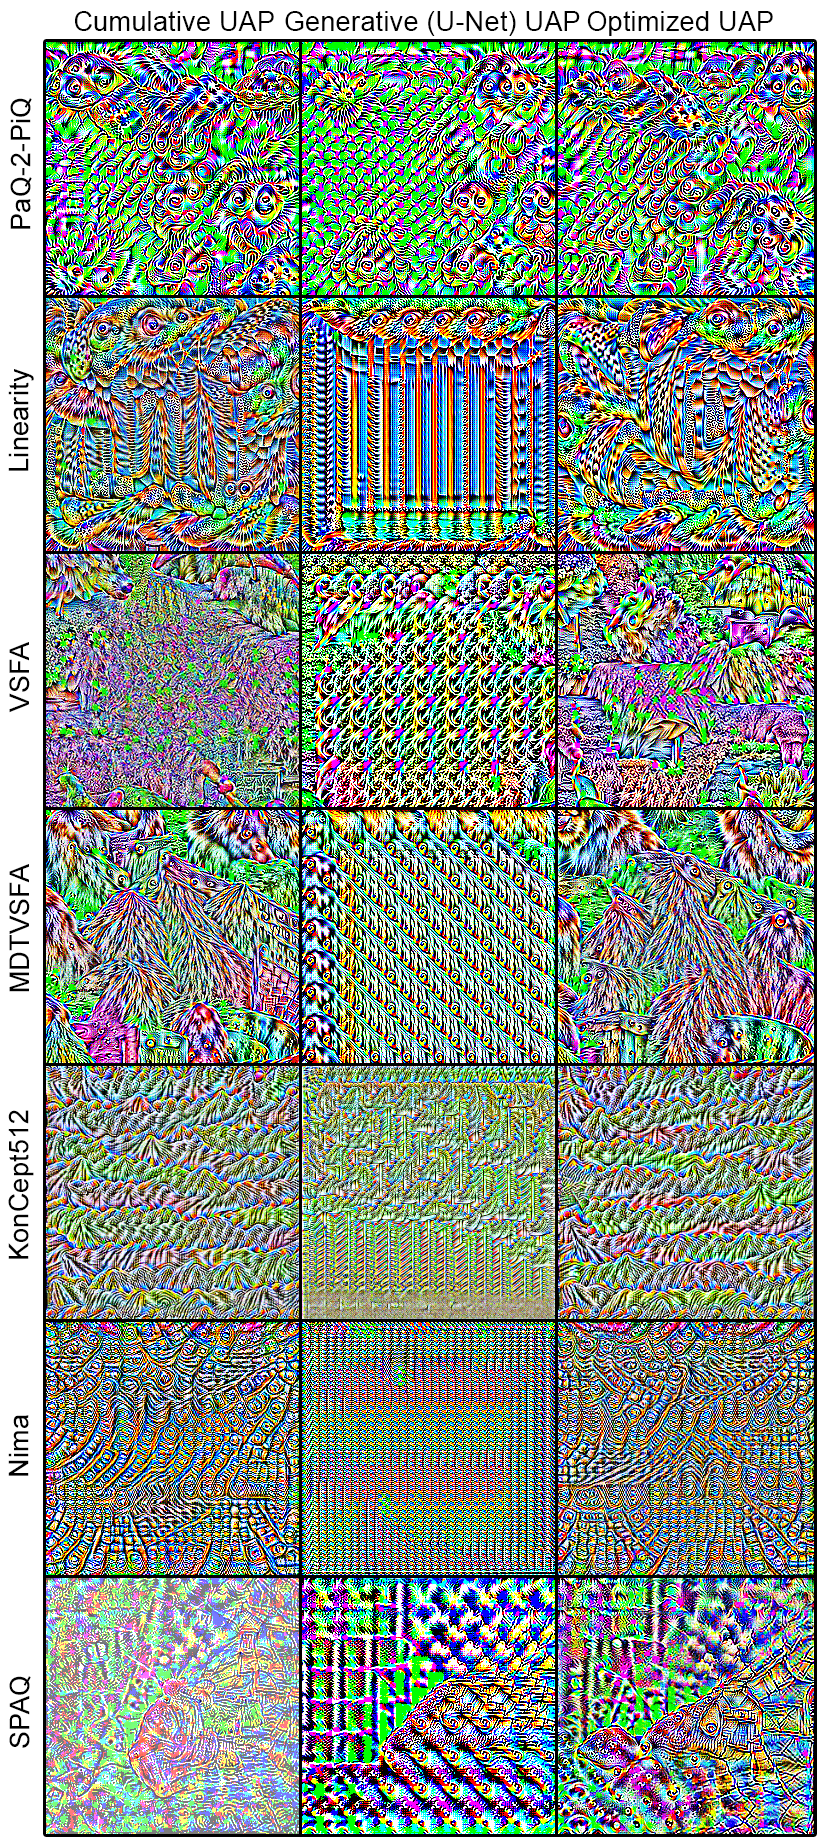 Cumulative UAP Generative (U-Net) UAP Optimized UAP
PaQ-2-PiQ
Linearity
VSFA
MDTVSFA
KonCept512
Nima
SPAQ